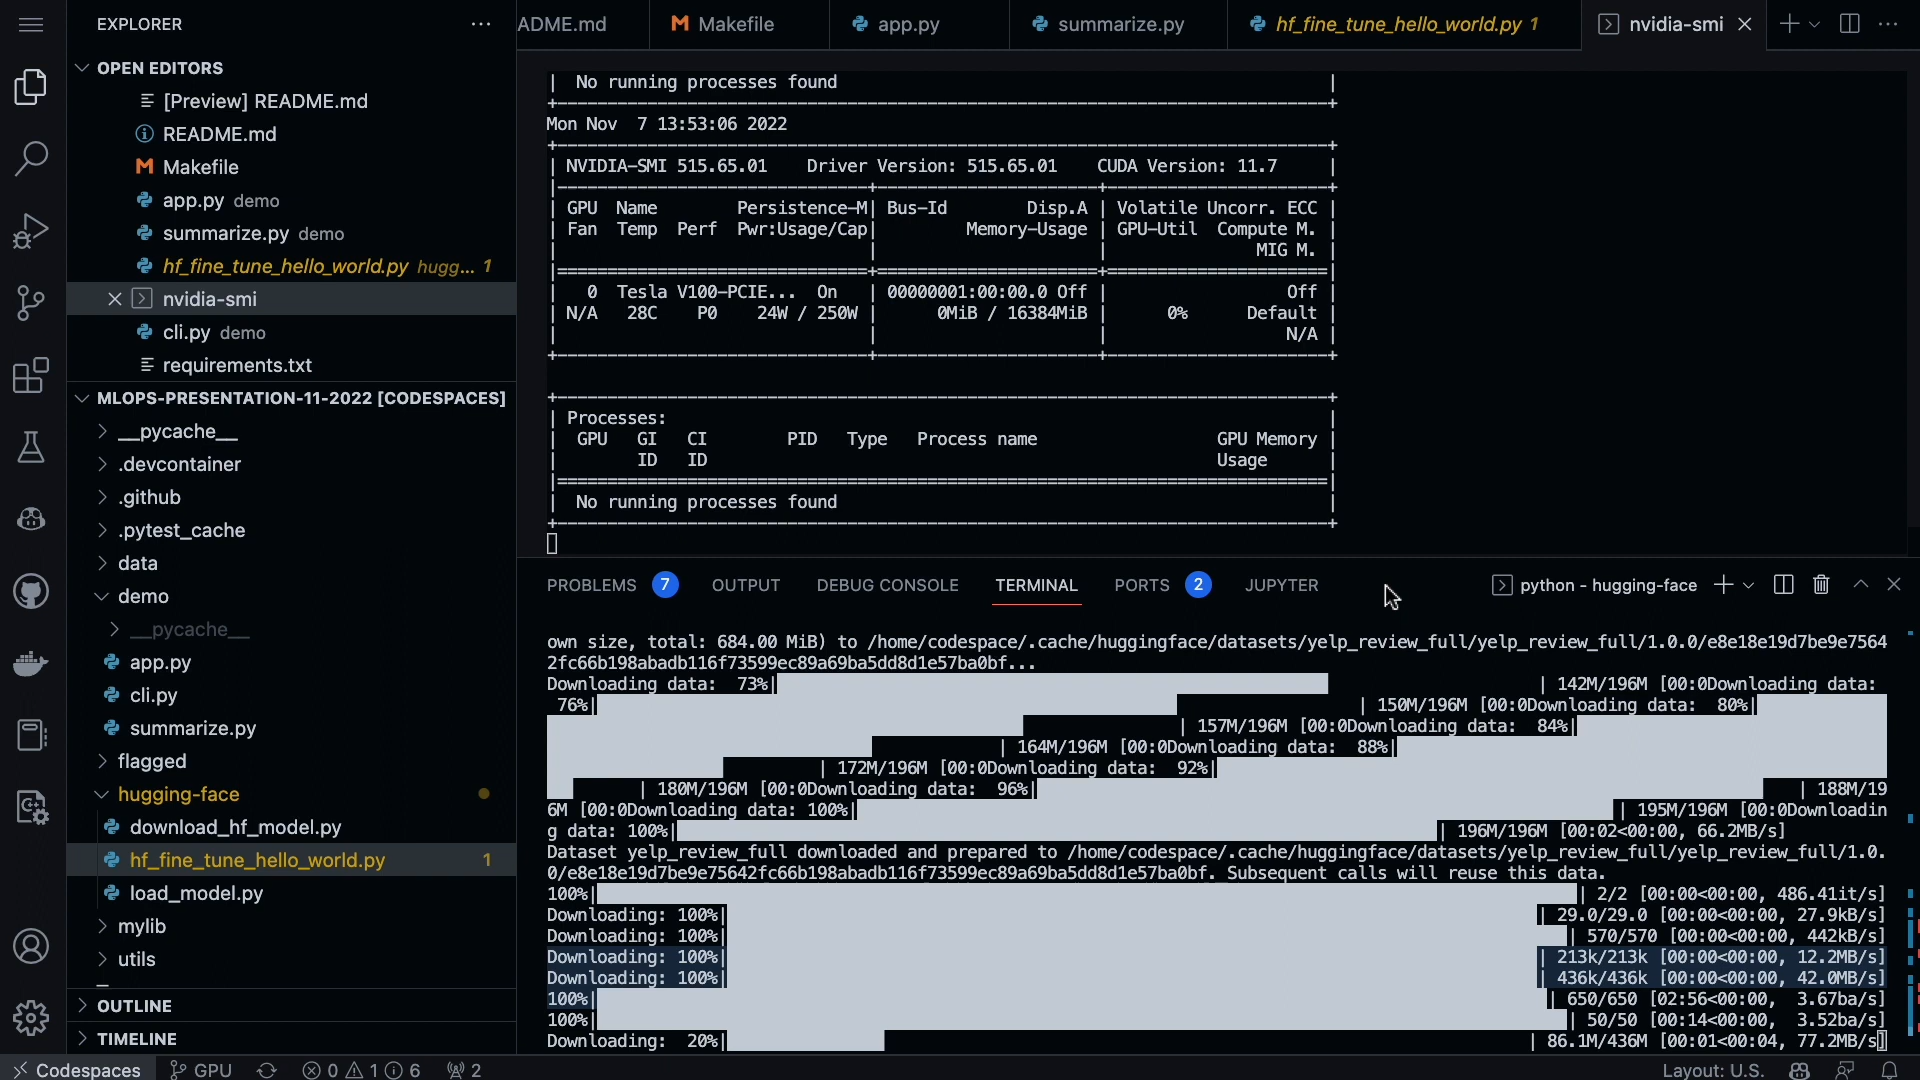 EXPLORER
OPEN EDITORS
[Preview] README.md
README.md
Makefile
app.py demo
summarize.py demo
hf_fine_tune_hello_world.py hugg... 1
nvidia-smi
cli.py demo
requirements.txt
MLOPS-PRESENTATION-11-2022 [CODESPACES]
__pycache__
.devcontainer
.github
.pytest_cache
data
demo
__pycache__
app.py
cli.py
summarize.py
flagged
hugging-face
download_hf_model.py
hf_fine_tune_hello_world.py 1
load_model.py
mylib
utils
OUTLINE
TIMELINE
ADME.md
Makefile
app.py
summarize.py
hf_fine_tune_hello_world.py 1
nvidia-smi
| No running processes found |
Mon Nov 7 13:53:06 2022
| NVIDIA-SMI 515.65.01 Driver Version: 515.65.01 CUDA Version: 11.7 |
| GPU Name Persistence-M| Bus-Id Disp.A | Volatile Uncorr. ECC |
| Fan Temp Perf Pwr:Usage/Cap| Memory-Usage | GPU-Util Compute M. |
| | | MIG M. |
| 0 Tesla V100-PCIE... On | 00000001:00:00.0 Off | Off |
| N/A 28C P0 24W / 250W | 0MiB / 16384MiB | 0% Default |
| | | N/A |
| Processes: |
| GPU GI CI PID Type Process name GPU Memory |
| ID ID Usage |
| No running processes found |
PROBLEMS 7 OUTPUT DEBUG CONSOLE TERMINAL PORTS 2 JUPYTER
python - hugging-face
own size, total: 684.00 MiB) to /home/codespace/.cache/huggingface/datasets/yelp_review_full/yelp_review_full/1.0.0/e8e18e19d7be9e7564
2fc66b198abadb116f73599ec89a69ba5dd8d1e57ba0bf...
Downloading data: 73%| | 142M/196M [00:0Downloading data:
76%| | 150M/196M [00:0Downloading data: 80%|
| 157M/196M [00:0Downloading data: 84%|
| 164M/196M [00:0Downloading data: 88%|
| 172M/196M [00:0Downloading data: 92%|
| 180M/196M [00:0Downloading data: 96%| | 188M/19
6M [00:0Downloading data: 100%| | 195M/196M [00:0Downloadin
g data: 100%| | 196M/196M [00:02<00:00, 66.2MB/s]
Dataset yelp_review_full downloaded and prepared to /home/codespace/.cache/huggingface/datasets/yelp_review_full/yelp_review_full/1.0.
0/e8e18e19d7be9e75642fc66b198abadb116f73599ec89a69ba5dd8d1e57ba0bf. Subsequent calls will reuse this data.
100%| | 2/2 [00:00<00:00, 486.41it/s]
Downloading: 100%| | 29.0/29.0 [00:00<00:00, 27.9kB/s]
Downloading: 100%| | 570/570 [00:00<00:00, 442kB/s]
Downloading: 100%| | 213k/213k [00:00<00:00, 12.2MB/s]
Downloading: 100%| | 436k/436k [00:00<00:00, 42.0MB/s]
100%| | 650/650 [02:56<00:00, 3.67ba/s]
100%| | 50/50 [00:14<00:00, 3.52ba/s]
Downloading: 20%| | 86.1M/436M [00:01<00:04, 77.2MB/s]
Codespaces GPU 0 1 6 2 Layout: U.S.